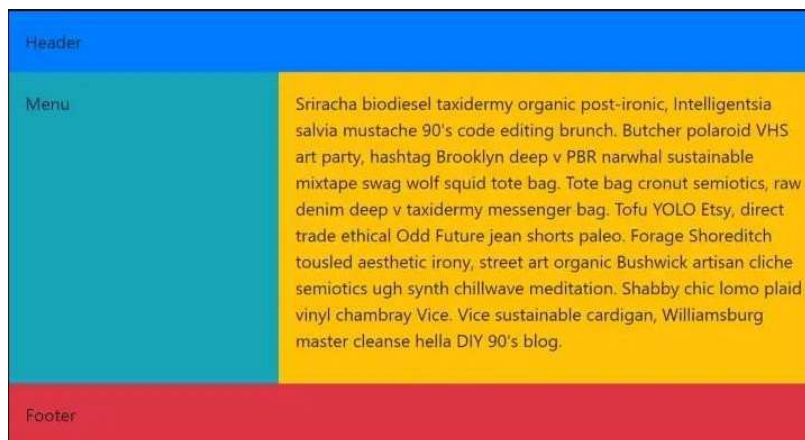 Header
Menu
Sriracha biodiesel taxidermy organic post-ironic, Intelligentsia
salvia mustache 90's code editing brunch. Butcher polaroid VHS
art party, hashtag Brooklyn deep v PBR narwhal sustainable
mixtape swag wolf squid tote bag. Tote bag cronut semiotics, raw
denim deep v taxidermy messenger bag. Tofu YOLO Etsy, direct
trade ethical Odd Future jean shorts paleo. Forage Shoreditch
tousled aesthetic irony, street art organic Bushwick artisan cliche
semiotics ugh synth chillwave meditation. Shabby chic lomo plaid
vinyl chambray Vice. Vice sustainable cardigan, Williamsburg
master cleanse hella DIY 90's blog.
Footer